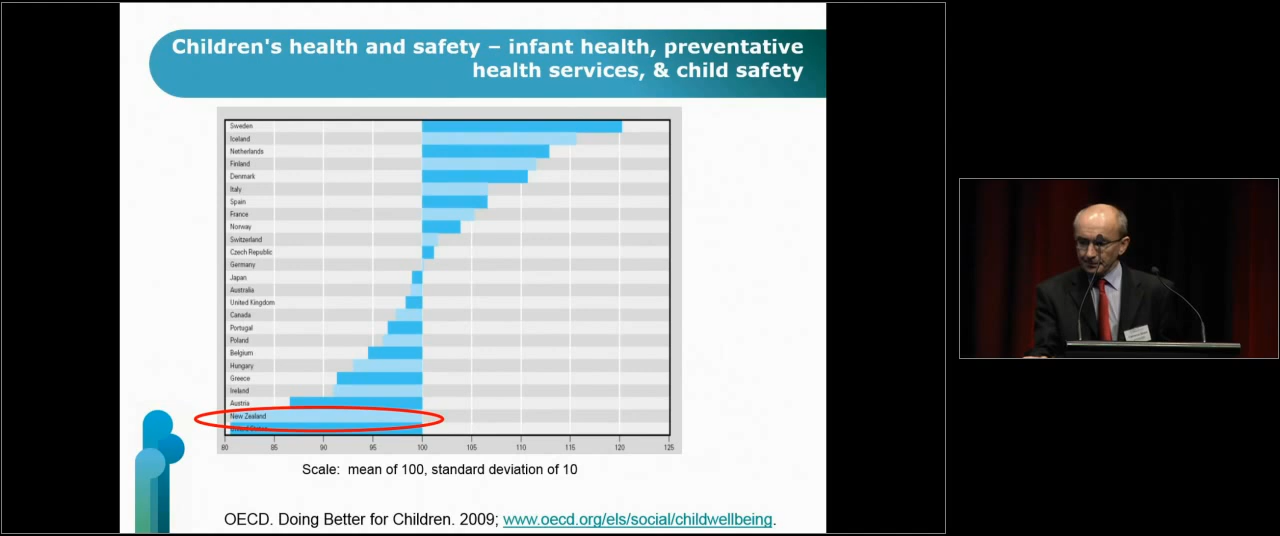 Children's health and safety – infant health, preventative
health services, & child safety
Sweden
Iceland
Netherlands
Finland
Denmark
Italy
Spain
France
Norway
Switzerland
Czech Republic
Germany
Japan
Australia
United Kingdom
Canada
Portugal
Poland
Belgium
Hungary
Greece
Ireland
Austria
New Zealand
United States
80 85 90 95 100 105 110 115 120 125
Scale: mean of 100, standard deviation of 10
OECD. Doing Better for Children. 2009; www.oecd.org/els/social/childwellbeing.